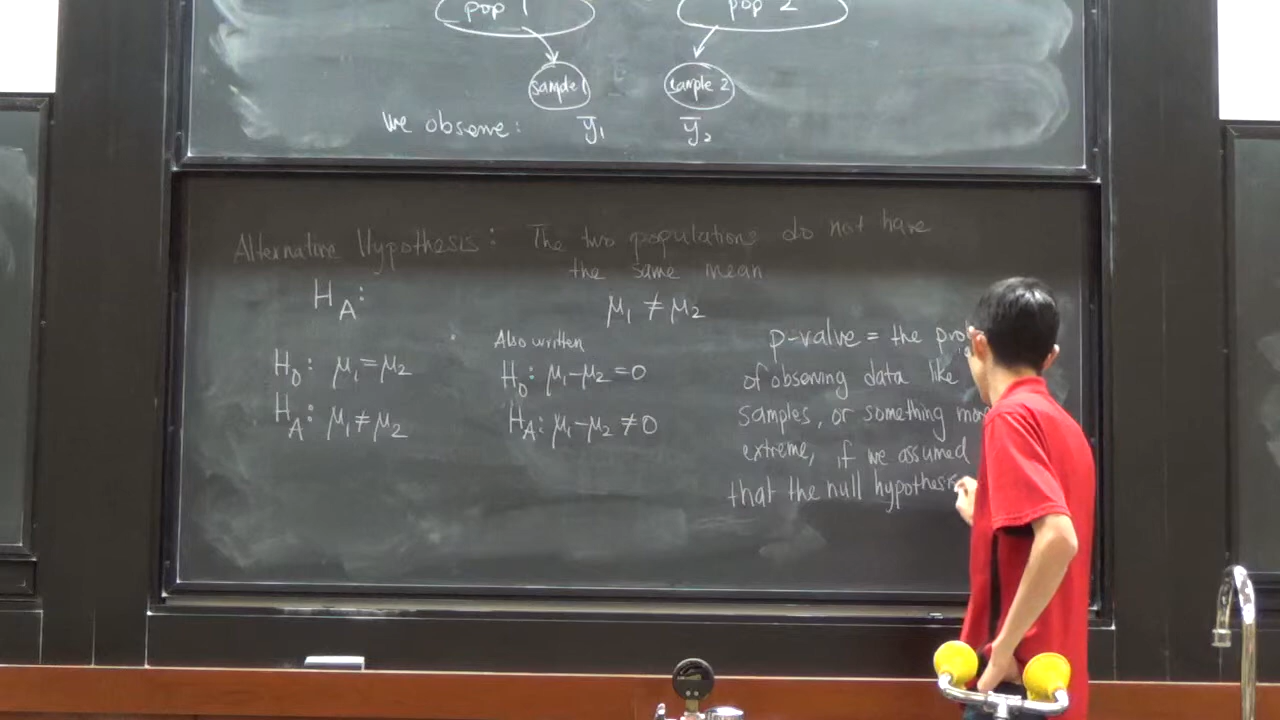 pop 1 pop 2
sample 1 sample 2
We observe: y̅₁ y̅₂
Alternative Hypothesis: The two populations do not have
the same mean
H_A: μ₁ ≠ μ₂
Also written
H₀: μ₁=μ₂
H_A: μ₁≠μ₂
H₀: μ₁-μ₂=0
H_A: μ₁-μ₂≠0
p-value = the
of observing data like
samples, or something
extreme, if we assumed
that the null hypothesis